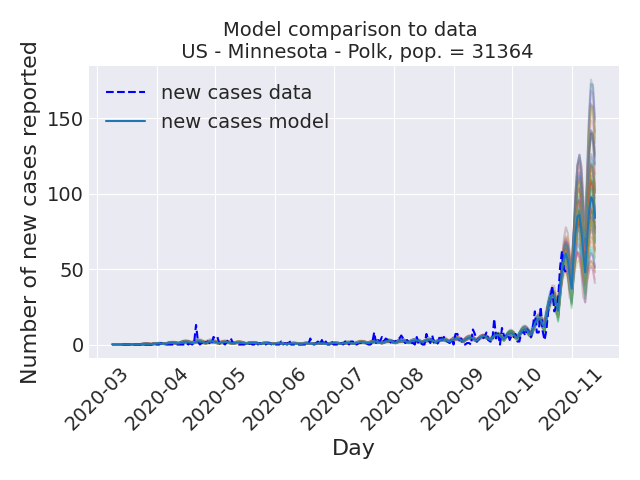 Model comparison to data
US - Minnesota - Polk, pop. = 31364
Number of new cases reported
new cases data
new cases model
150
100
50
0
2020-03
2020-04
2020-05
2020-06
2020-07
2020-08
2020-09
2020-10
2020-11
Day